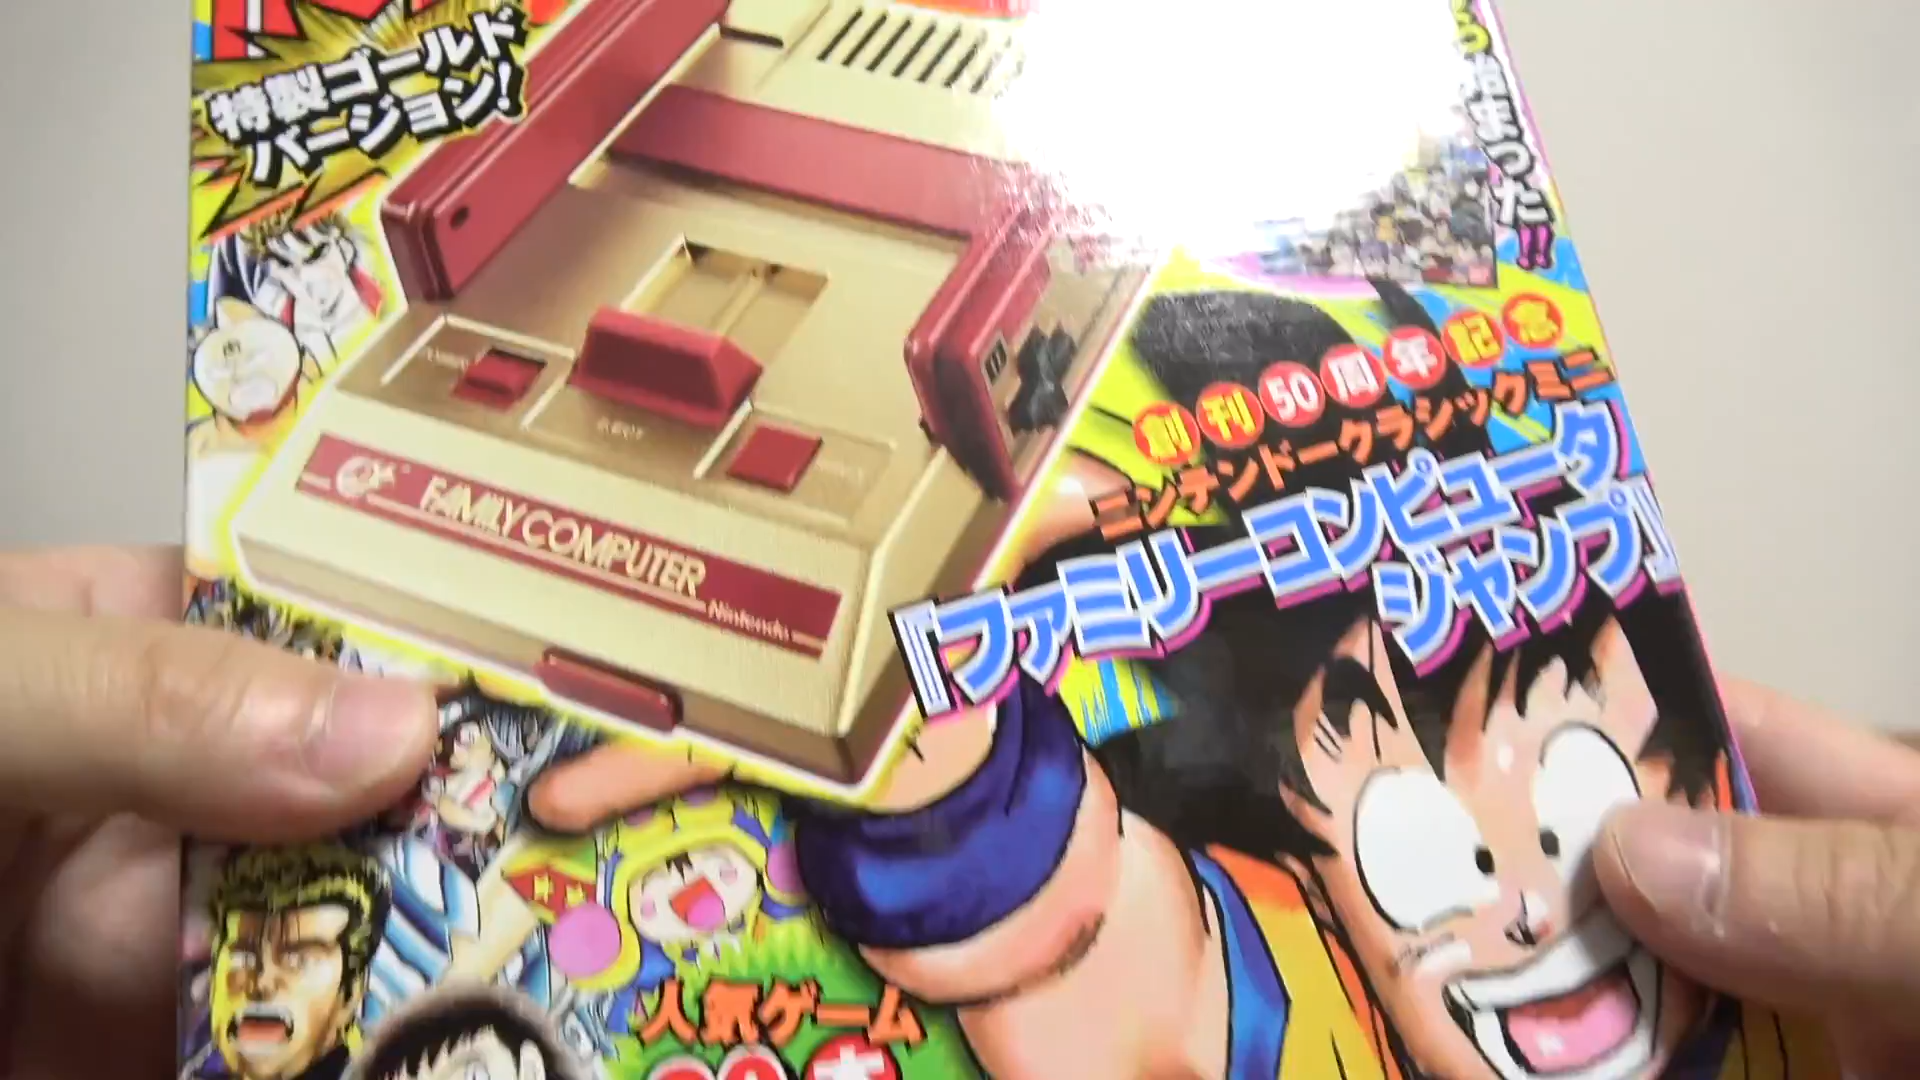 特製ゴールド
バージョン!
始まった!!
創刊50周年記念
ニンテンドークラシックミニ
『ファミリーコンピュータ
ジャンプ』
EJECT
FAMILY COMPUTER
Nintendo
人気ゲーム